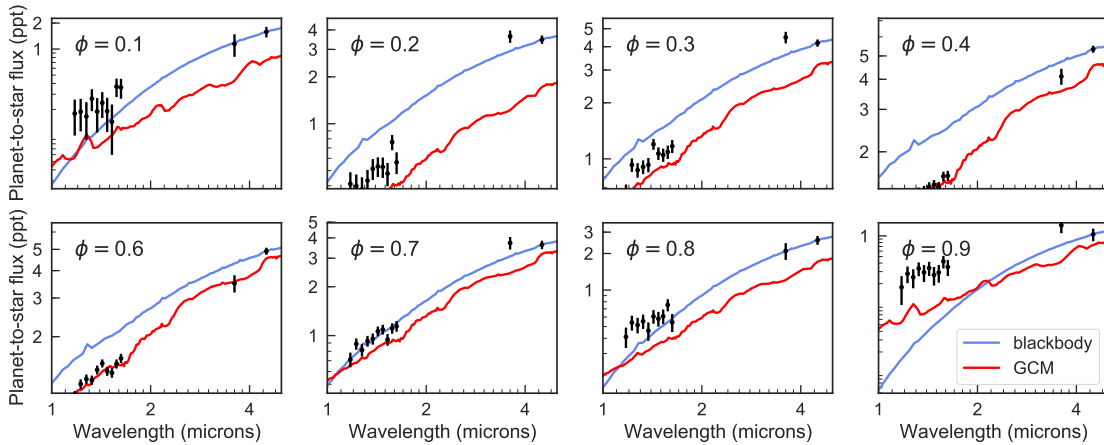 Planet-to-star flux (ppt)
2
1
ϕ = 0.1
4
3
2
1
ϕ = 0.2
5
4
3
2
1
ϕ = 0.3
5
4
3
2
ϕ = 0.4
Planet-to-star flux (ppt)
5
4
3
2
ϕ = 0.6
5
4
3
2
1
ϕ = 0.7
3
2
1
ϕ = 0.8
1
ϕ = 0.9
blackbody
GCM
1 2 4
1 2 4
1 2 4
1 2 4
Wavelength (microns)
Wavelength (microns)
Wavelength (microns)
Wavelength (microns)